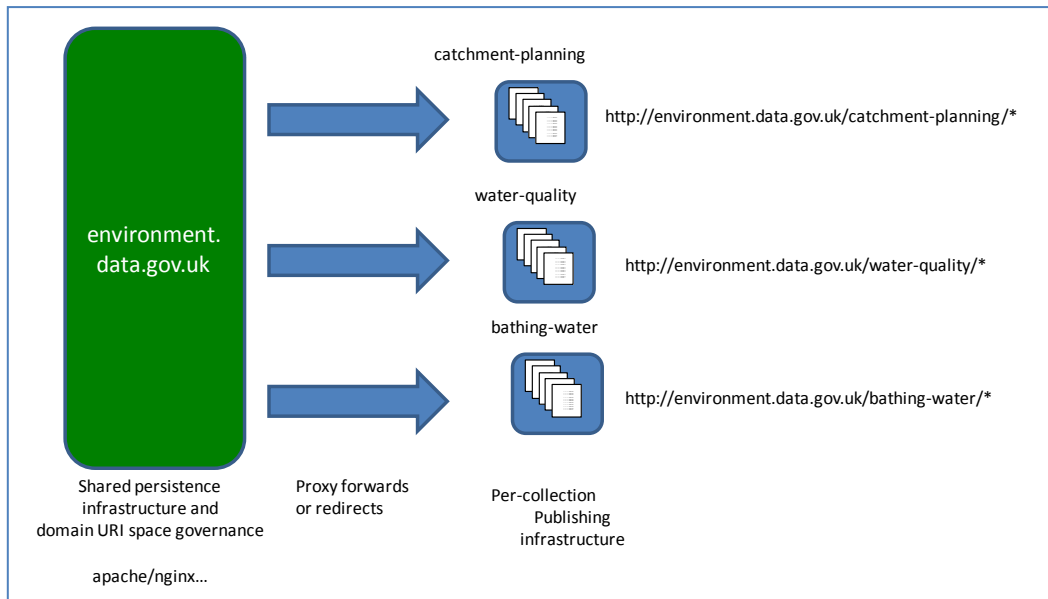 catchment-planning
http://environment.data.gov.uk/catchment-planning/*
water-quality
environment.
data.gov.uk
http://environment.data.gov.uk/water-quality/*
bathing-water
http://environment.data.gov.uk/bathing-water/*
Shared persistence
infrastructure and
domain URI space governance
apache/nginx...
Proxy forwards
or redirects
Per-collection
Publishing
infrastructure